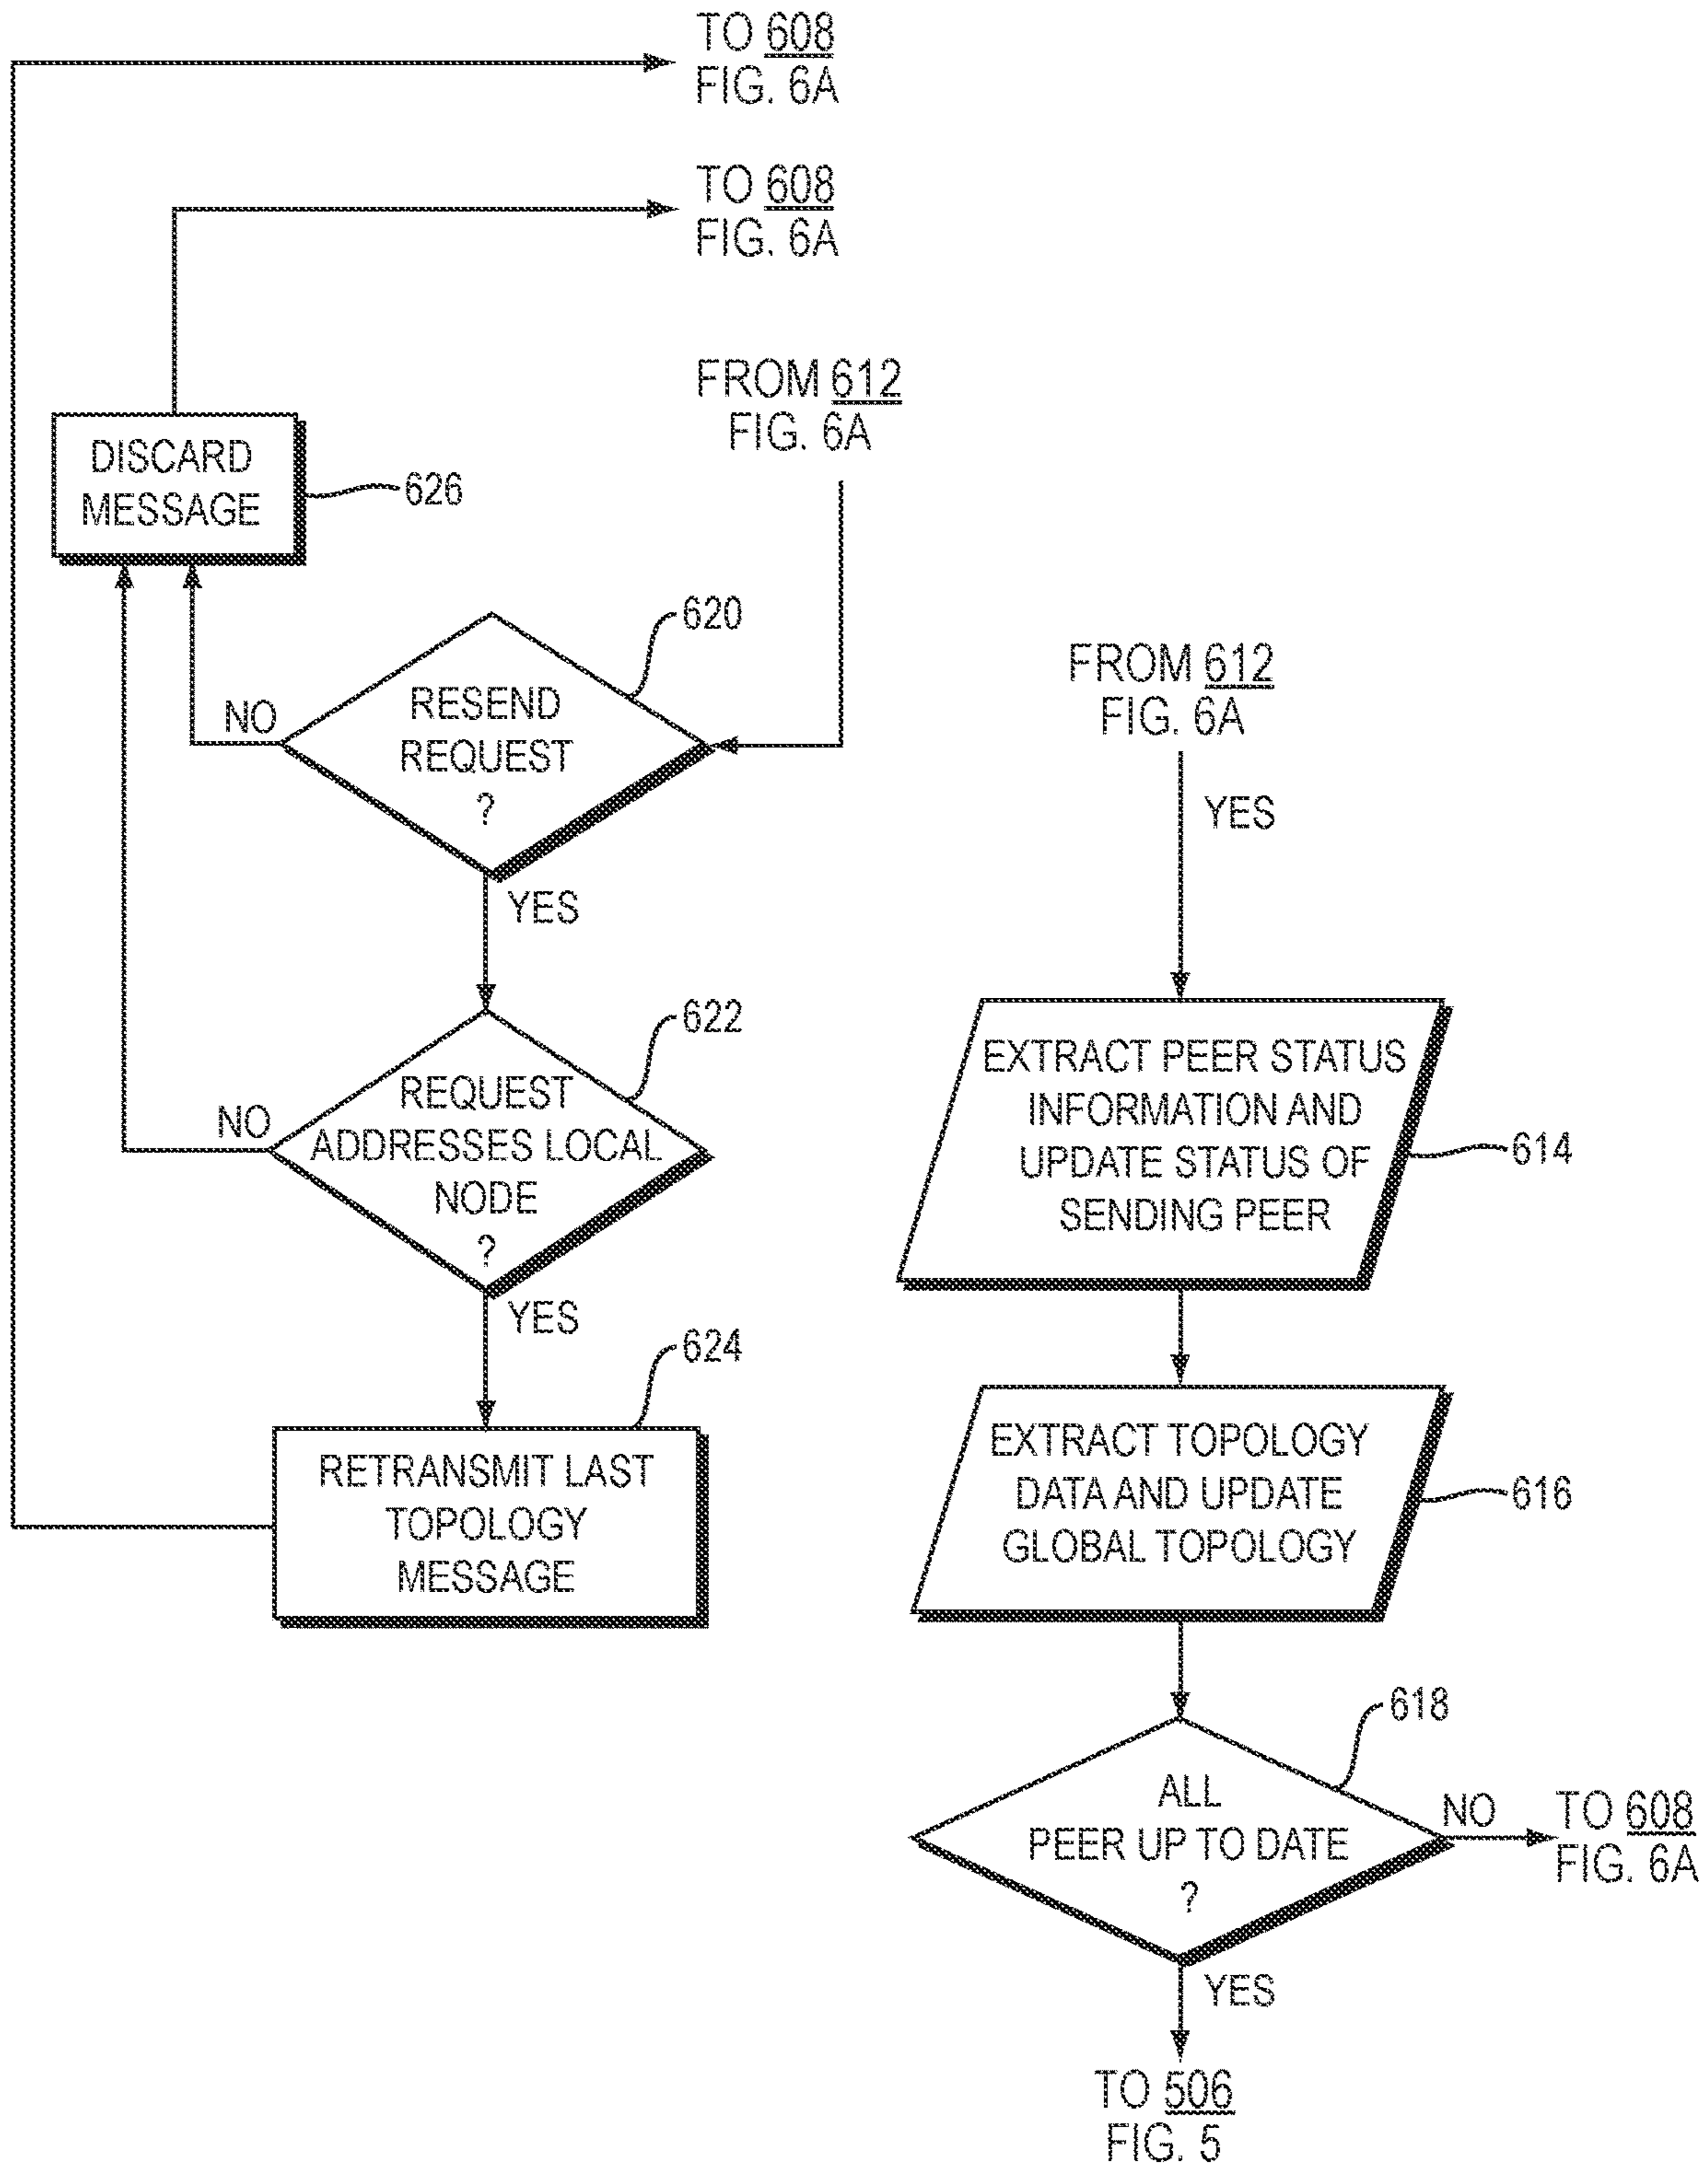 TO 608
FIG. 6A
TO 608
FIG. 6A
FROM 612
FIG. 6A
DISCARD
MESSAGE
626
620
RESEND
REQUEST
?
NO
YES
622
REQUEST
ADDRESSES LOCAL
NODE
?
NO
YES
624
RETRANSMIT LAST
TOPOLOGY
MESSAGE
FROM 612
FIG. 6A
YES
EXTRACT PEER STATUS
INFORMATION AND
UPDATE STATUS OF
SENDING PEER
614
EXTRACT TOPOLOGY
DATA AND UPDATE
GLOBAL TOPOLOGY
616
618
ALL
PEER UP TO DATE
?
NO
TO 608
FIG. 6A
YES
TO 506
FIG. 5